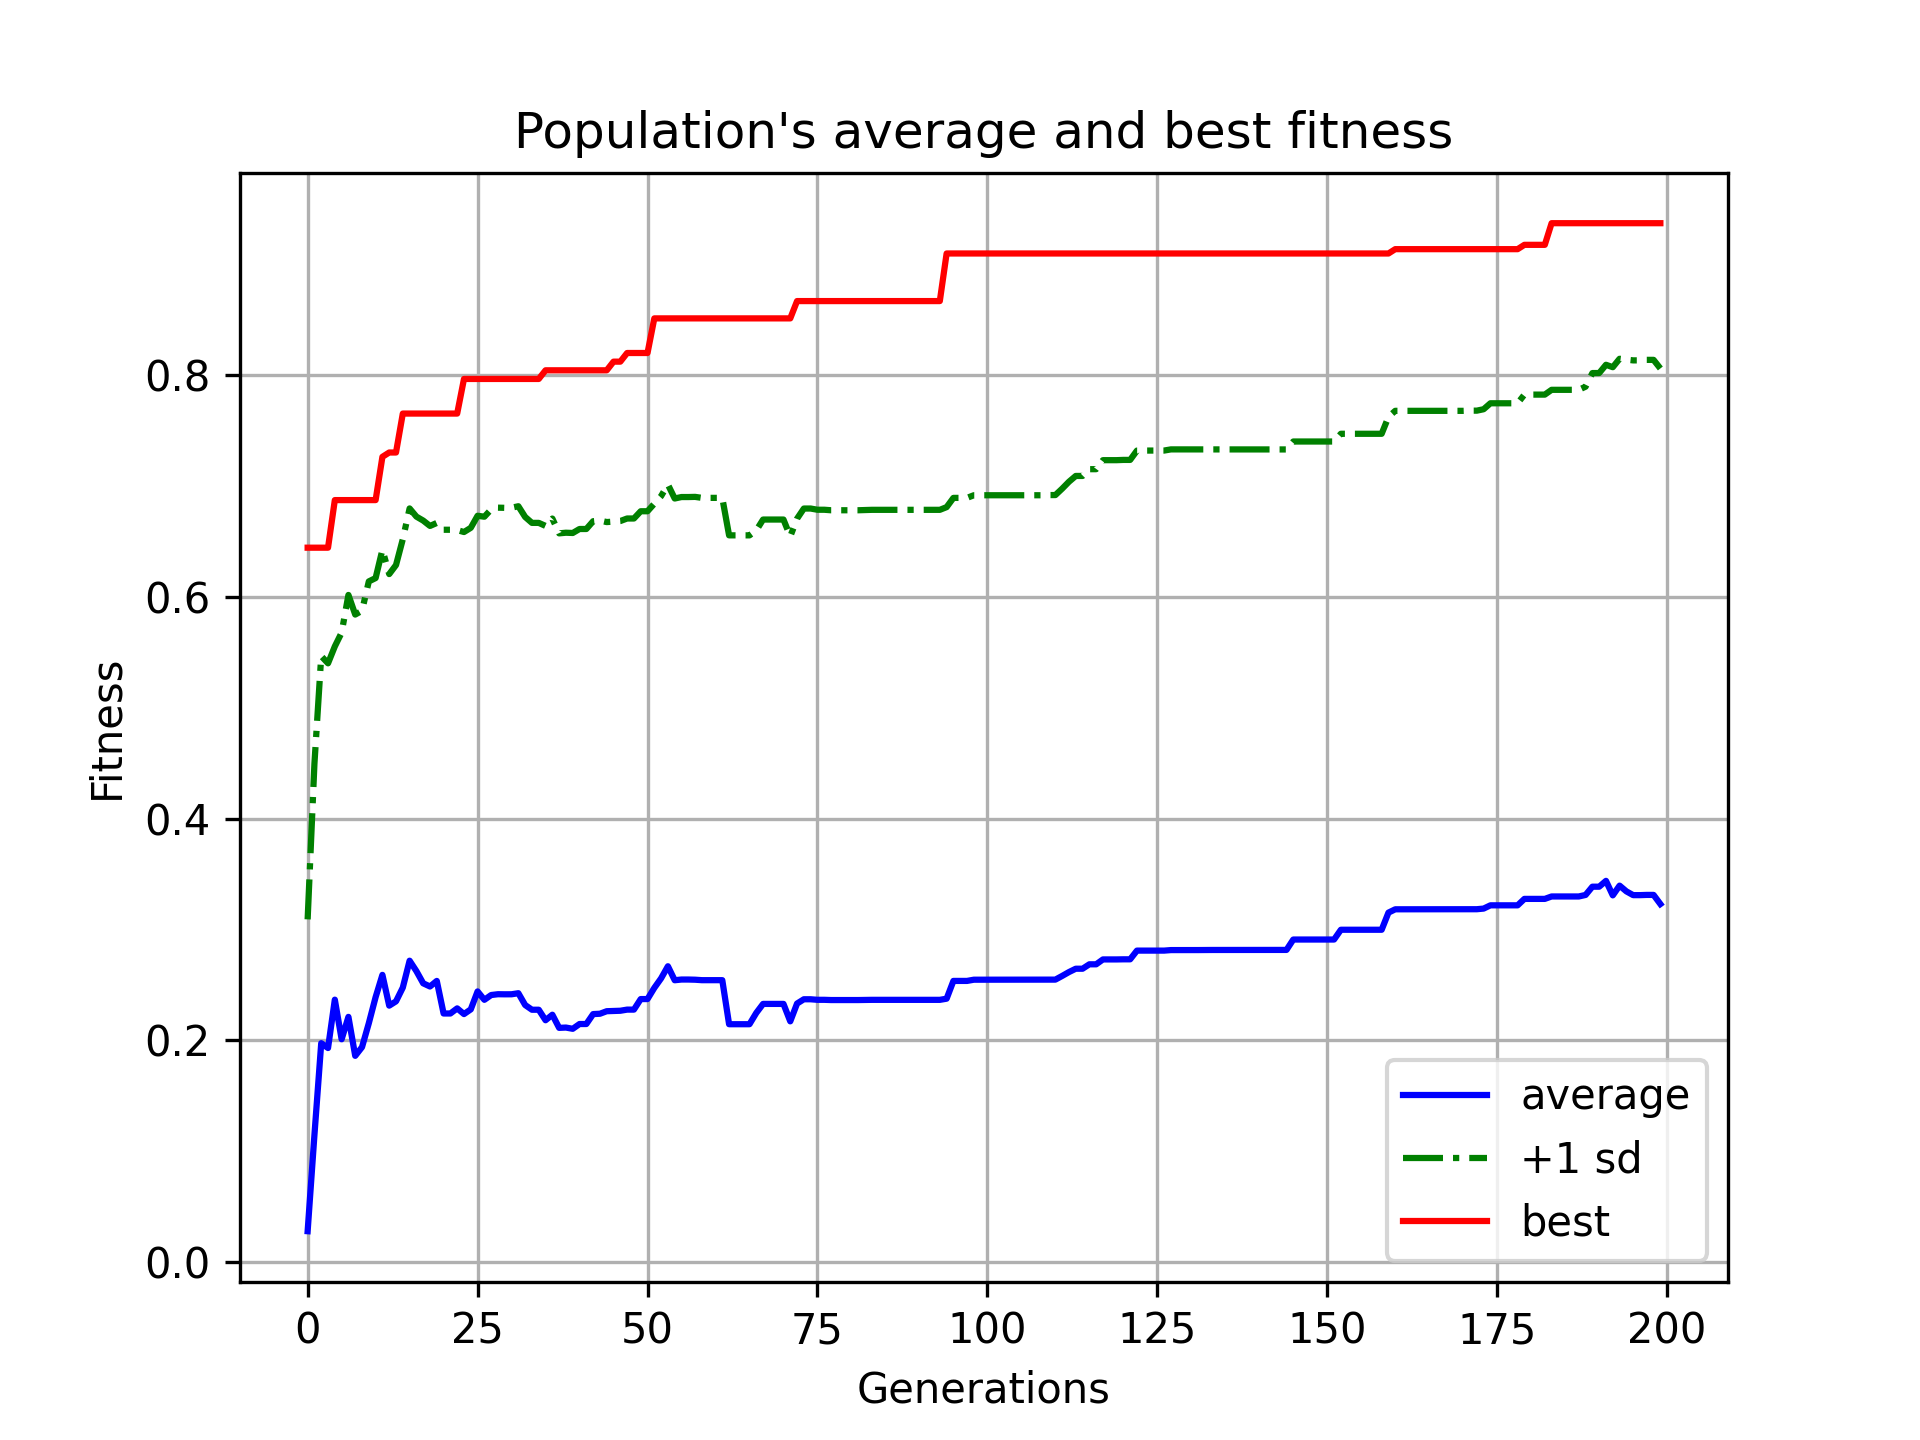 Population's average and best fitness
Fitness
0.8
0.6
0.4
0.2
0.0
0 25 50 75 100 125 150 175 200
Generations
average
+1 sd
best